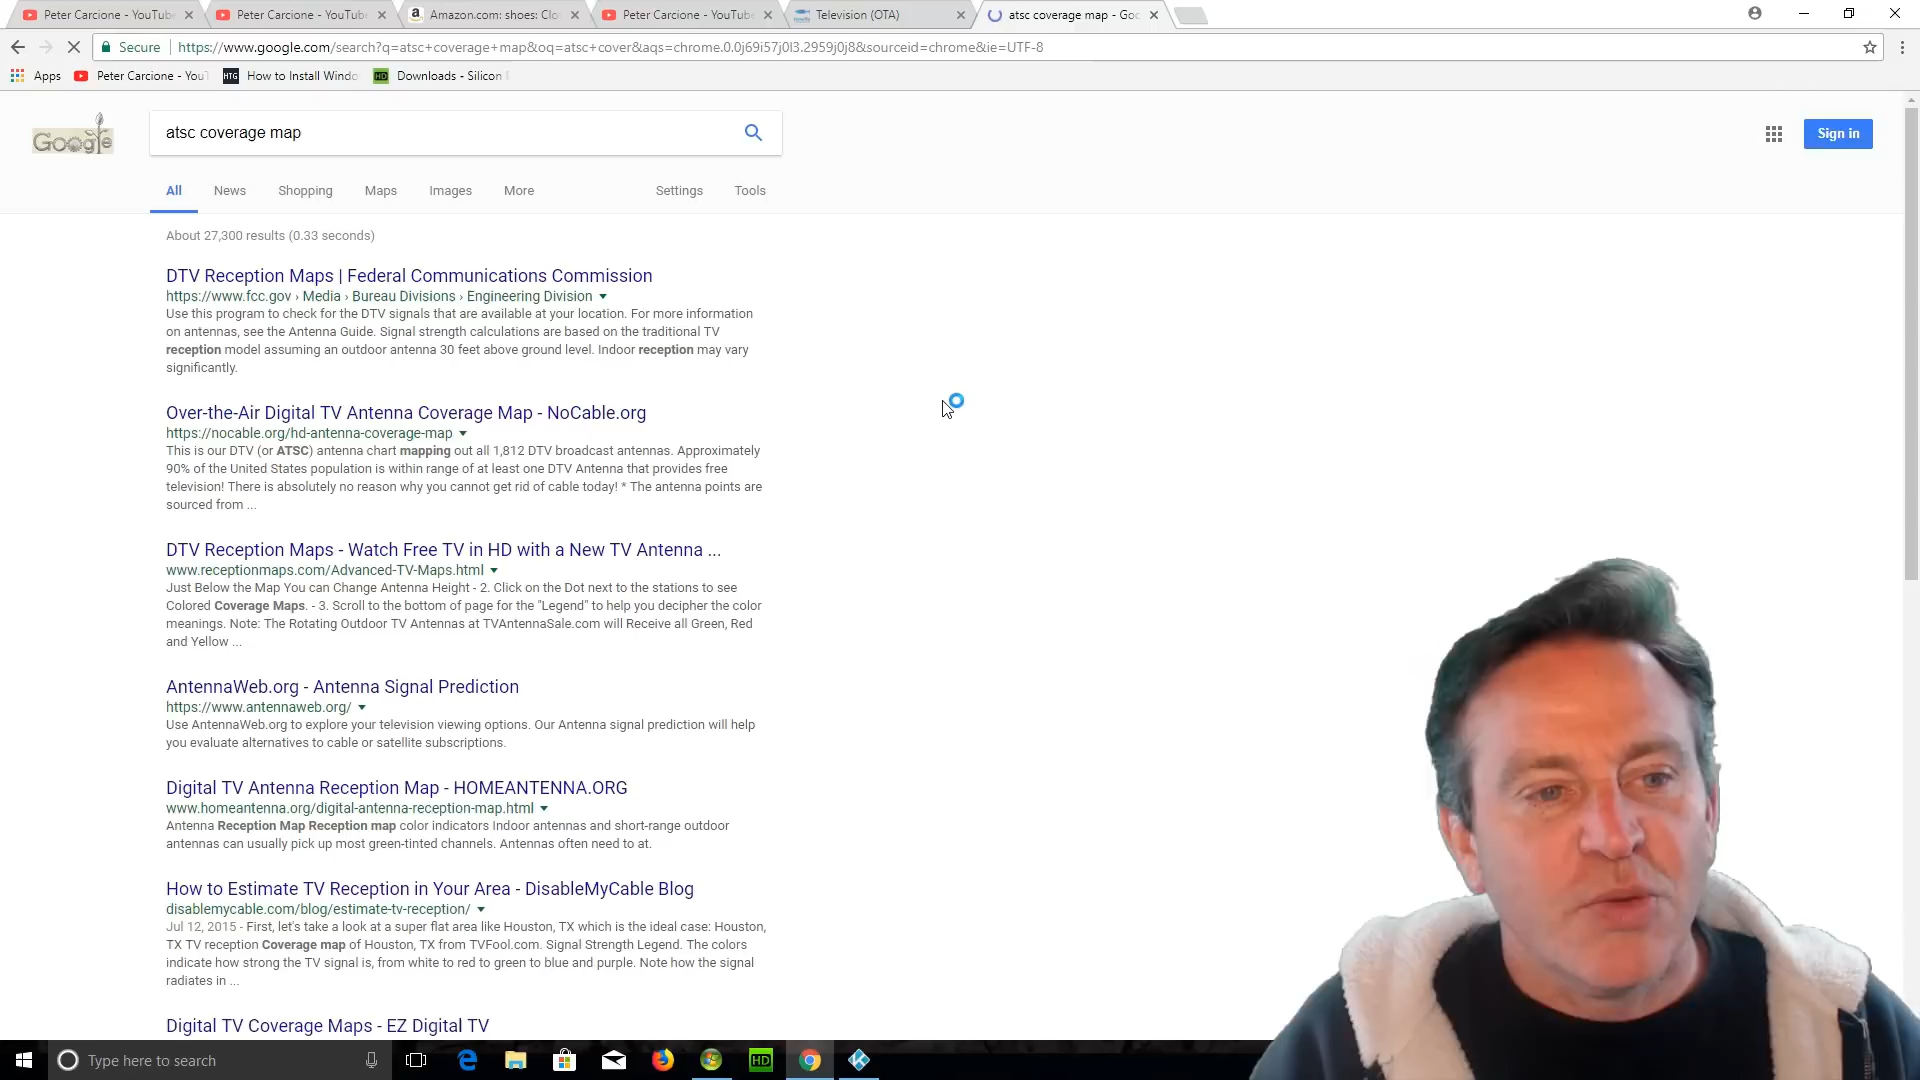 Peter Carcione - YouTube
Peter Carcione - YouTube
Amazon.com: shoes: Clo
Peter Carcione - YouTube
Television (OTA)
atsc coverage map - Goo
Secure
https://www.google.com/search?q=atsc+coverage+map&oq=atsc+cover&aqs=chrome.0.0j69i57j0l3.2959j0j8&sourceid=chrome&ie=UTF-8
Apps
Peter Carcione - You
HTG
How to Install Windo
HD
Downloads - Silicon
Google
atsc coverage map
Sign in
All News Shopping Maps Images More Settings Tools
About 27,300 results (0.33 seconds)
DTV Reception Maps | Federal Communications Commission
https://www.fcc.gov › Media › Bureau Divisions › Engineering Division
Use this program to check for the DTV signals that are available at your location. For more information
on antennas, see the Antenna Guide. Signal strength calculations are based on the traditional TV
reception model assuming an outdoor antenna 30 feet above ground level. Indoor reception may vary
significantly.
Over-the-Air Digital TV Antenna Coverage Map - NoCable.org
https://nocable.org/hd-antenna-coverage-map
This is our DTV (or ATSC) antenna chart mapping out all 1,812 DTV broadcast antennas. Approximately
90% of the United States population is within range of at least one DTV Antenna that provides free
television! There is absolutely no reason why you cannot get rid of cable today! * The antenna points are
sourced from ...
DTV Reception Maps - Watch Free TV in HD with a New TV Antenna ...
www.receptionmaps.com/Advanced-TV-Maps.html
Just Below the Map You can Change Antenna Height - 2. Click on the Dot next to the stations to see
Colored Coverage Maps. - 3. Scroll to the bottom of page for the "Legend" to help you decipher the color
meanings. Note: The Rotating Outdoor TV Antennas at TVAntennaSale.com will Receive all Green, Red
and Yellow ...
AntennaWeb.org - Antenna Signal Prediction
https://www.antennaweb.org/
Use AntennaWeb.org to explore your television viewing options. Our Antenna signal prediction will help
you evaluate alternatives to cable or satellite subscriptions.
Digital TV Antenna Reception Map - HOMEANTENNA.ORG
www.homeantenna.org/digital-antenna-reception-map.html
Antenna Reception Map Reception map color indicators Indoor antennas and short-range outdoor
antennas can usually pick up most green-tinted channels. Antennas often need to at.
How to Estimate TV Reception in Your Area - DisableMyCable Blog
disablemycable.com/blog/estimate-tv-reception/
Jul 12, 2015 - First, let's take a look at a super flat area like Houston, TX which is the ideal case: Houston,
TX TV reception Coverage map of Houston, TX from TVFool.com. Signal Strength Legend. The colors
indicate how strong the TV signal is, from white to red to green to blue and purple. Note how the signal
radiates in ...
Digital TV Coverage Maps - EZ Digital TV
Type here to search
HD